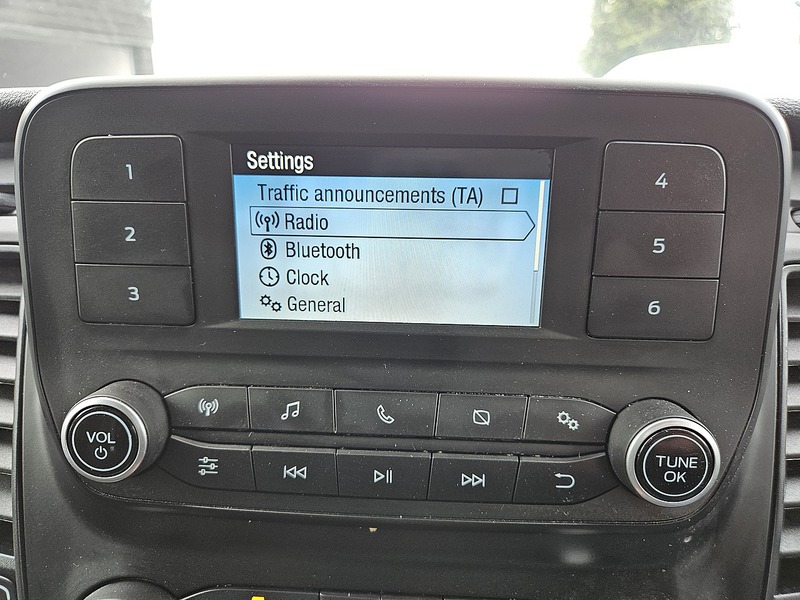 Settings
Traffic announcements (TA)
Radio
Bluetooth
Clock
General
1
2
3
4
5
6
VOL
TUNE
OK